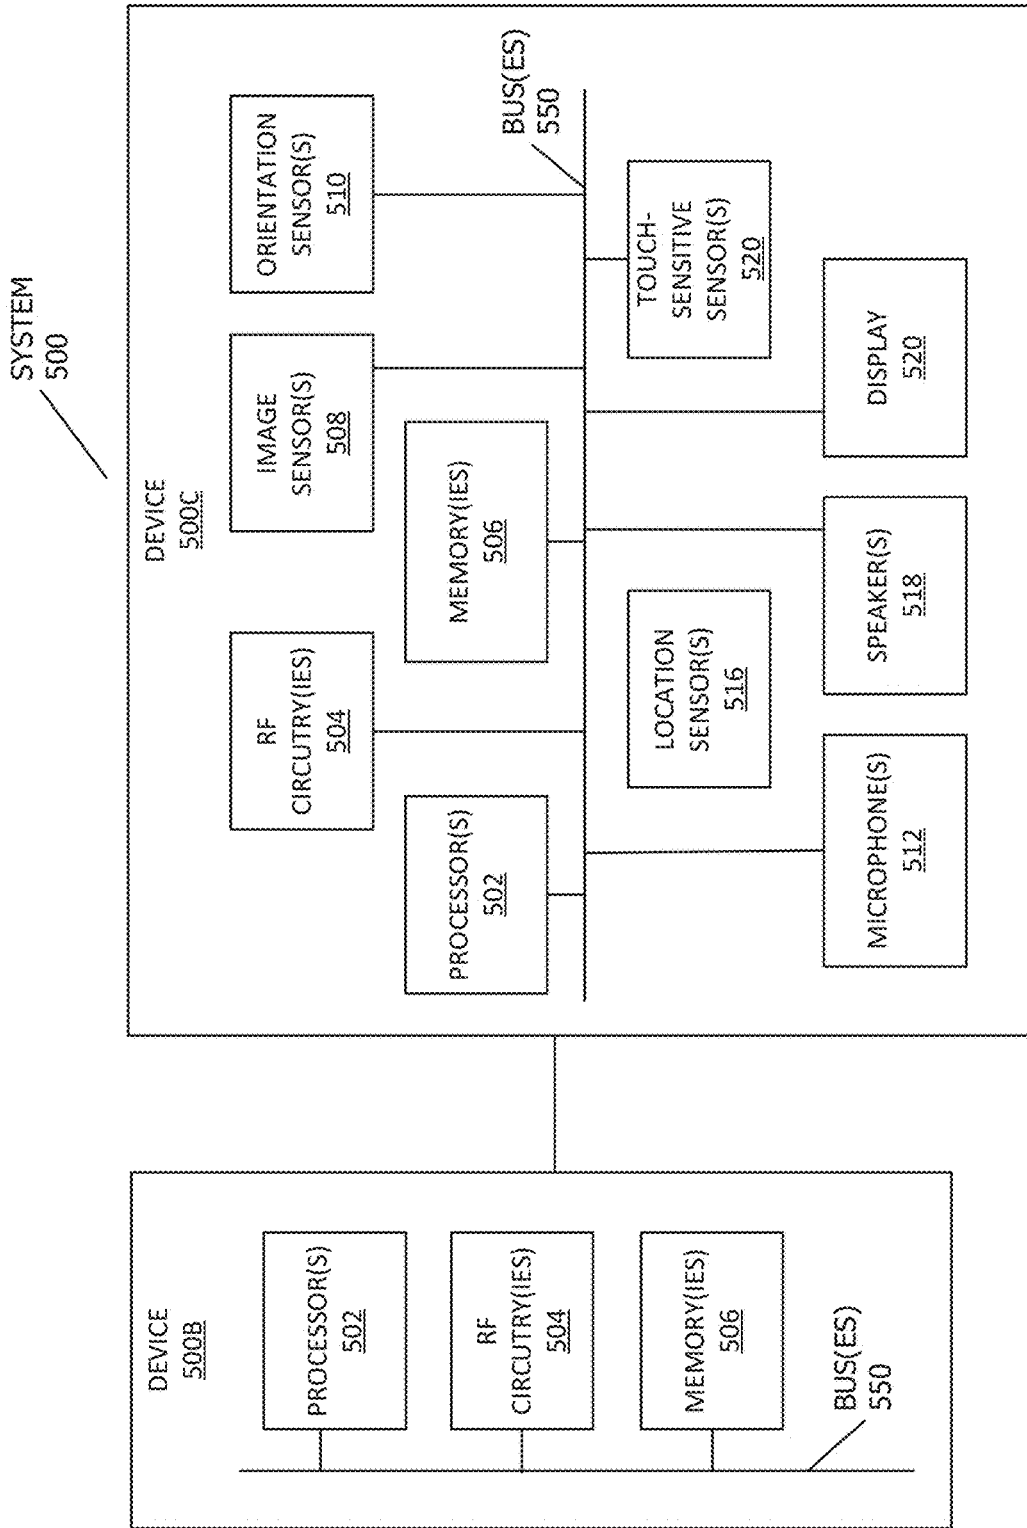 SYSTEM
500
DEVICE
500B
PROCESSOR(S)
502
RF
CIRCUTRY(IES)
504
MEMORY(IES)
506
BUS(ES)
550
DEVICE
500C
RF
CIRCUTRY(IES)
504
IMAGE
SENSOR(S)
508
ORIENTATION
SENSOR(S)
510
PROCESSOR(S)
502
MEMORY(IES)
506
BUS(ES)
550
LOCATION
SENSOR(S)
516
TOUCH-
SENSITIVE
SENSOR(S)
520
MICROPHONE(S)
512
SPEAKER(S)
518
DISPLAY
520